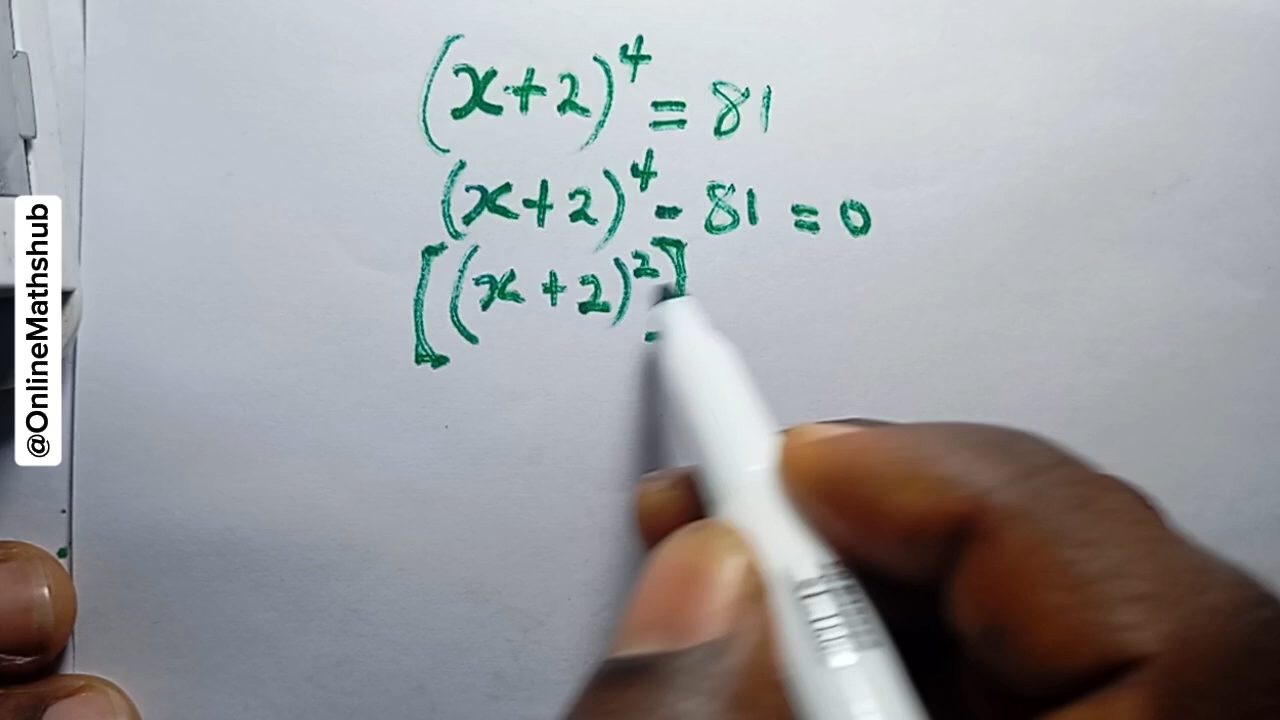 (x+2)⁴ = 81
(x+2)⁴ - 81 = 0
[(x+2)²]
@OnlineMathshub